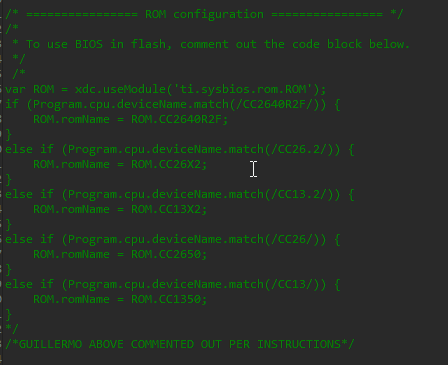 /* =============== ROM configuration =============== */
/*
 * To use BIOS in flash, comment out the code block below.
 */
 /*
var ROM = xdc.useModule('ti.sysbios.rom.ROM');
if (Program.cpu.deviceName.match(/CC2640R2F/)) {
    ROM.romName = ROM.CC2640R2F;
}
else if (Program.cpu.deviceName.match(/CC26.2/)) {
    ROM.romName = ROM.CC26X2;
}
else if (Program.cpu.deviceName.match(/CC13.2/)) {
    ROM.romName = ROM.CC13X2;
}
else if (Program.cpu.deviceName.match(/CC26/)) {
    ROM.romName = ROM.CC2650;
}
else if (Program.cpu.deviceName.match(/CC13/)) {
    ROM.romName = ROM.CC1350;
}
*/
/*GUILLERMO ABOVE COMMENTED OUT PER INSTRUCTIONS*/